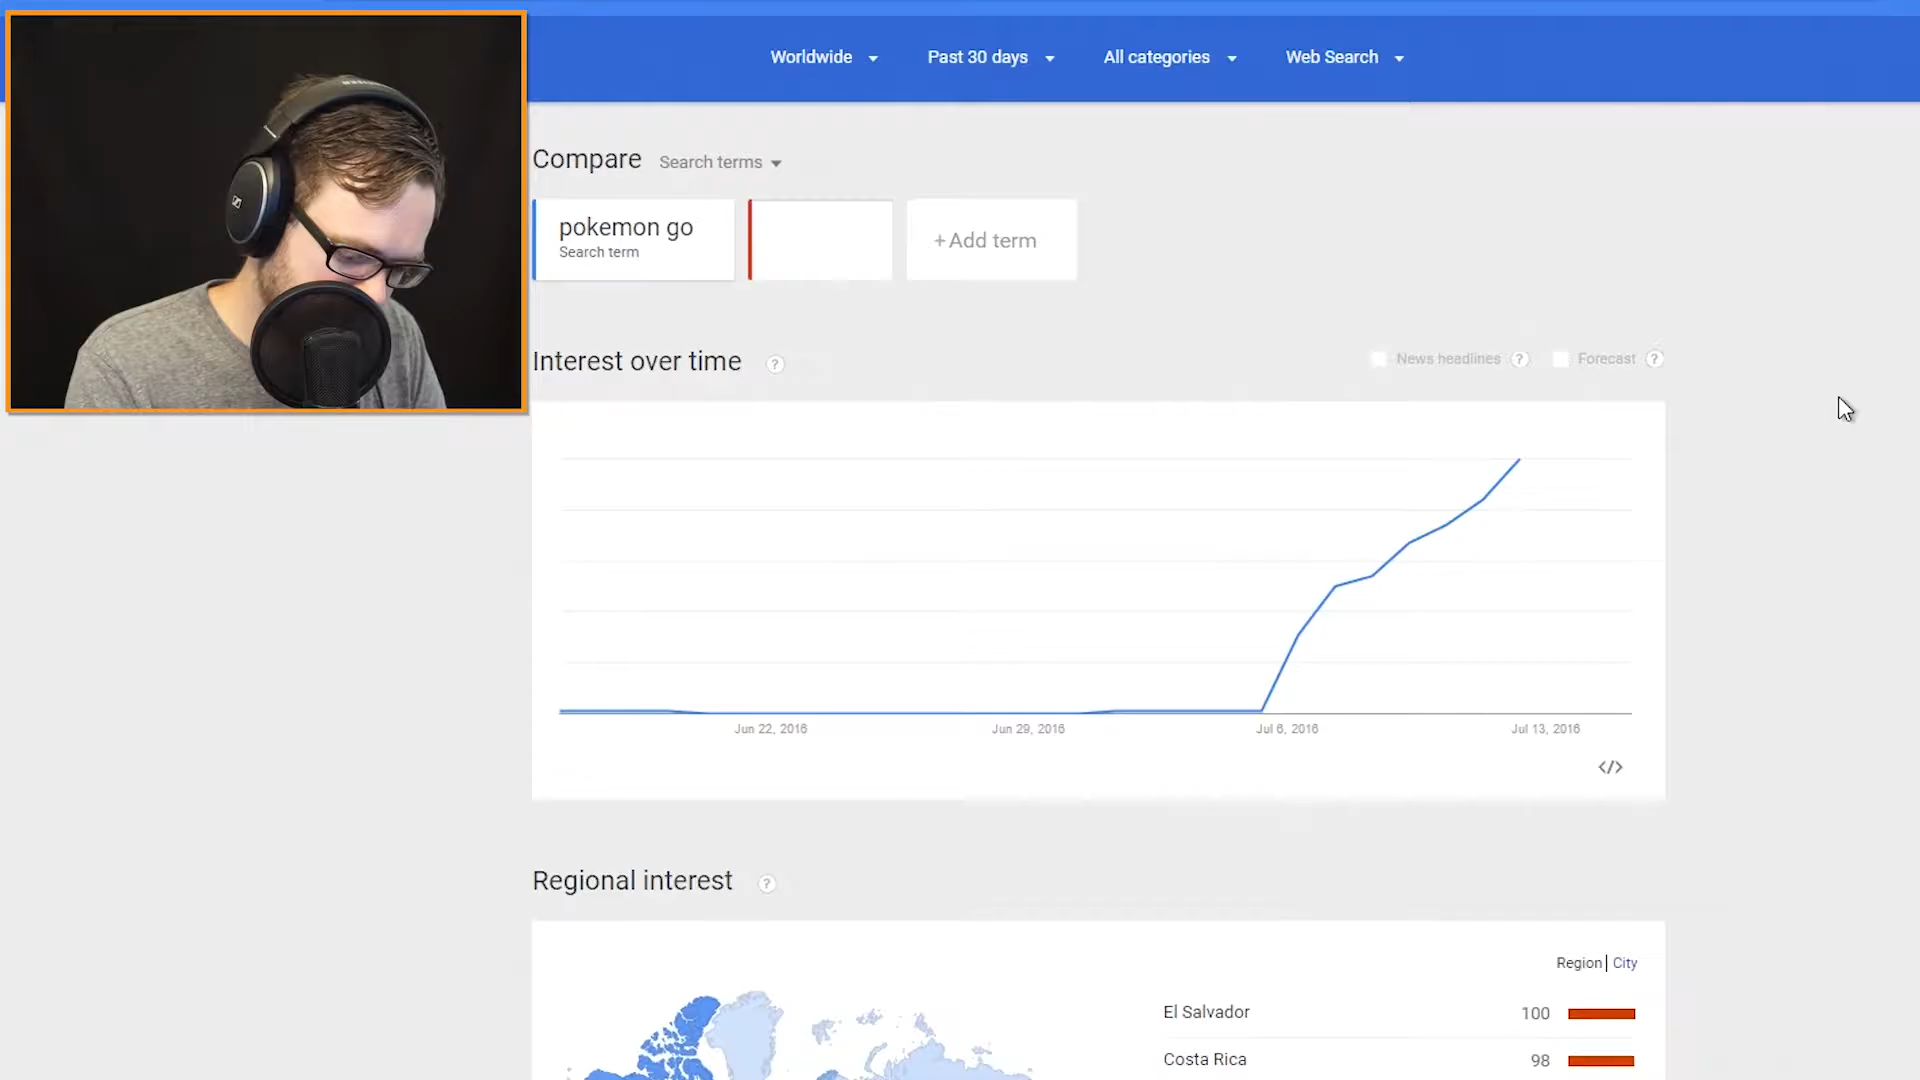 Worldwide Past 30 days All categories Web Search
Compare Search terms
pokemon go
Search term
+Add term
Interest over time ? News headlines ? Forecast ?
Jun 22, 2016 Jun 29, 2016 Jul 6, 2016 Jul 13, 2016
</>
Regional interest ?
Region | City
El Salvador 100
Costa Rica 98